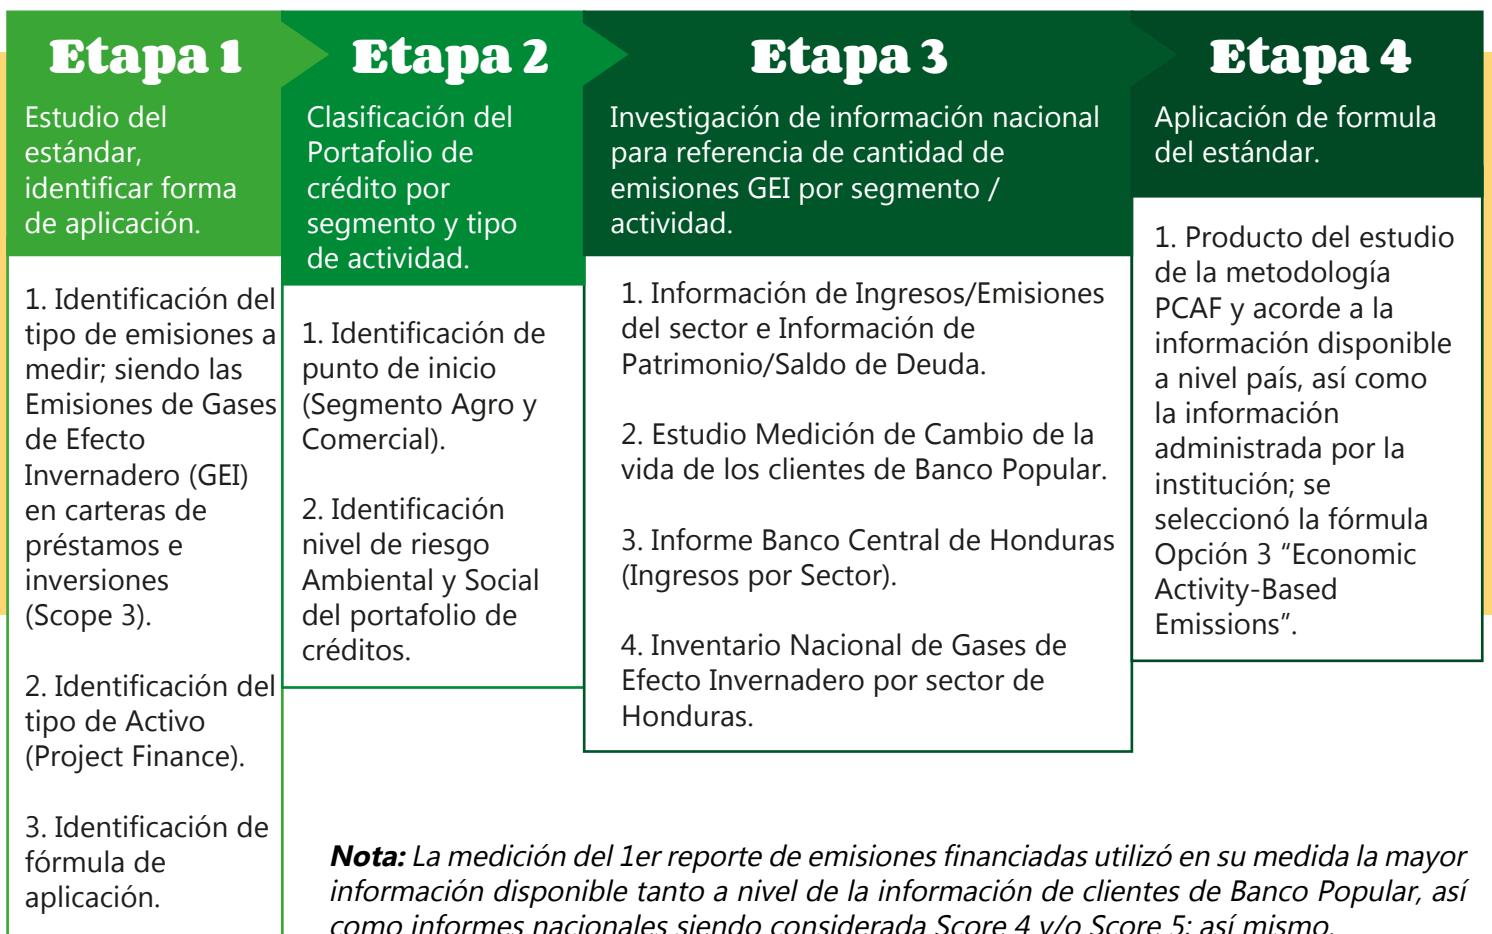 Etapa 1
Estudio del
estándar,
identificar forma
de aplicación.
1. Identificación del
tipo de emisiones a
medir; siendo las
Emisiones de Gases
de Efecto
Invernadero (GEI)
en carteras de
préstamos e
inversiones
(Scope 3).
2. Identificación del
tipo de Activo
(Project Finance).
3. Identificación de
fórmula de
aplicación.
Etapa 2
Clasificación del
Portafolio de
crédito por
segmento y tipo
de actividad.
1. Identificación de
punto de inicio
(Segmento Agro y
Comercial).
2. Identificación
nivel de riesgo
Ambiental y Social
del portafolio de
créditos.
Etapa 3
Investigación de información nacional
para referencia de cantidad de
emisiones GEI por segmento /
actividad.
1. Información de Ingresos/Emisiones
del sector e Información de
Patrimonio/Saldo de Deuda.
2. Estudio Medición de Cambio de la
vida de los clientes de Banco Popular.
3. Informe Banco Central de Honduras
(Ingresos por Sector).
4. Inventario Nacional de Gases de
Efecto Invernadero por sector de
Honduras.
Etapa 4
Aplicación de formula
del estándar.
1. Producto del estudio
de la metodología
PCAF y acorde a la
información disponible
a nivel país, así como
la información
administrada por la
institución; se
seleccionó la fórmula
Opción 3 “Economic
Activity-Based
Emissions”.
Nota: La medición del 1er reporte de emisiones financiadas utilizó en su medida la mayor
información disponible tanto a nivel de la información de clientes de Banco Popular, así
como informes nacionales siendo considerada Score 4 y/o Score 5; así mismo,